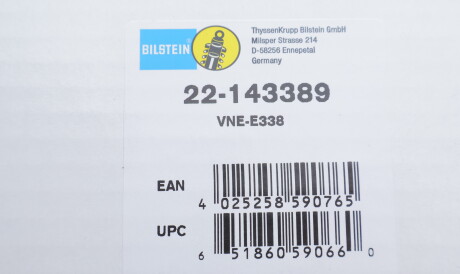 BILSTEIN
ThyssenKrupp Bilstein GmbH
Milsper Strasse 214
D-58256 Ennepetal
Germany
22-143389
VNE-E338
EAN
4 025258 590765
UPC
6 51860 59066 0